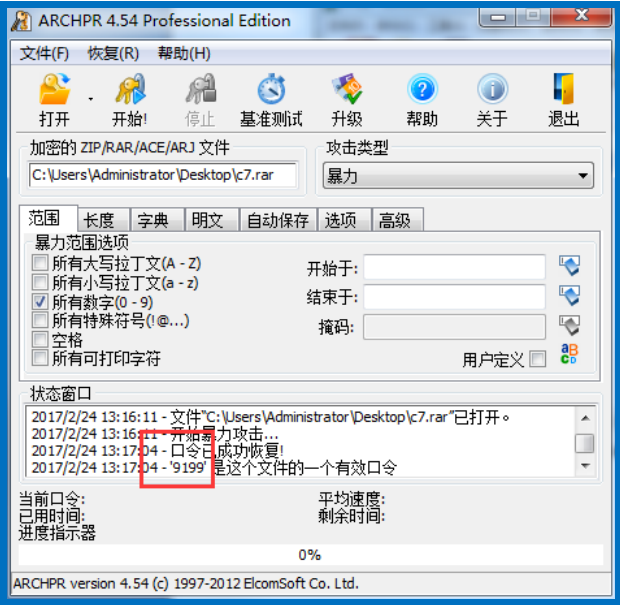 ARCHPR 4.54 Professional Edition
文件(F) 恢复(R) 帮助(H)
打开 开始! 停止 基准测试 升级 帮助 关于 退出
加密的 ZIP/RAR/ACE/ARJ 文件 攻击类型
C:\Users\Administrator\Desktop\c7.rar 暴力
范围 长度 字典 明文 自动保存 选项 高级
暴力范围选项
所有大写拉丁文(A - Z)
所有小写拉丁文(a - z)
所有数字(0 - 9)
所有特殊符号(!@...)
空格
所有可打印字符
开始于:
结束于:
掩码:
用户定义
状态窗口
2017/2/24 13:16:11 - 文件"C:\Users\Administrator\Desktop\c7.rar"已打开。
2017/2/24 13:16:11 - 开始暴力攻击...
2017/2/24 13:17:04 - 口令已成功恢复!
2017/2/24 13:17:04 - '9199' 是这个文件的一个有效口令
当前口令: 平均速度:
已用时间: 剩余时间:
进度指示器
0%
ARCHPR version 4.54 (c) 1997-2012 ElcomSoft Co. Ltd.